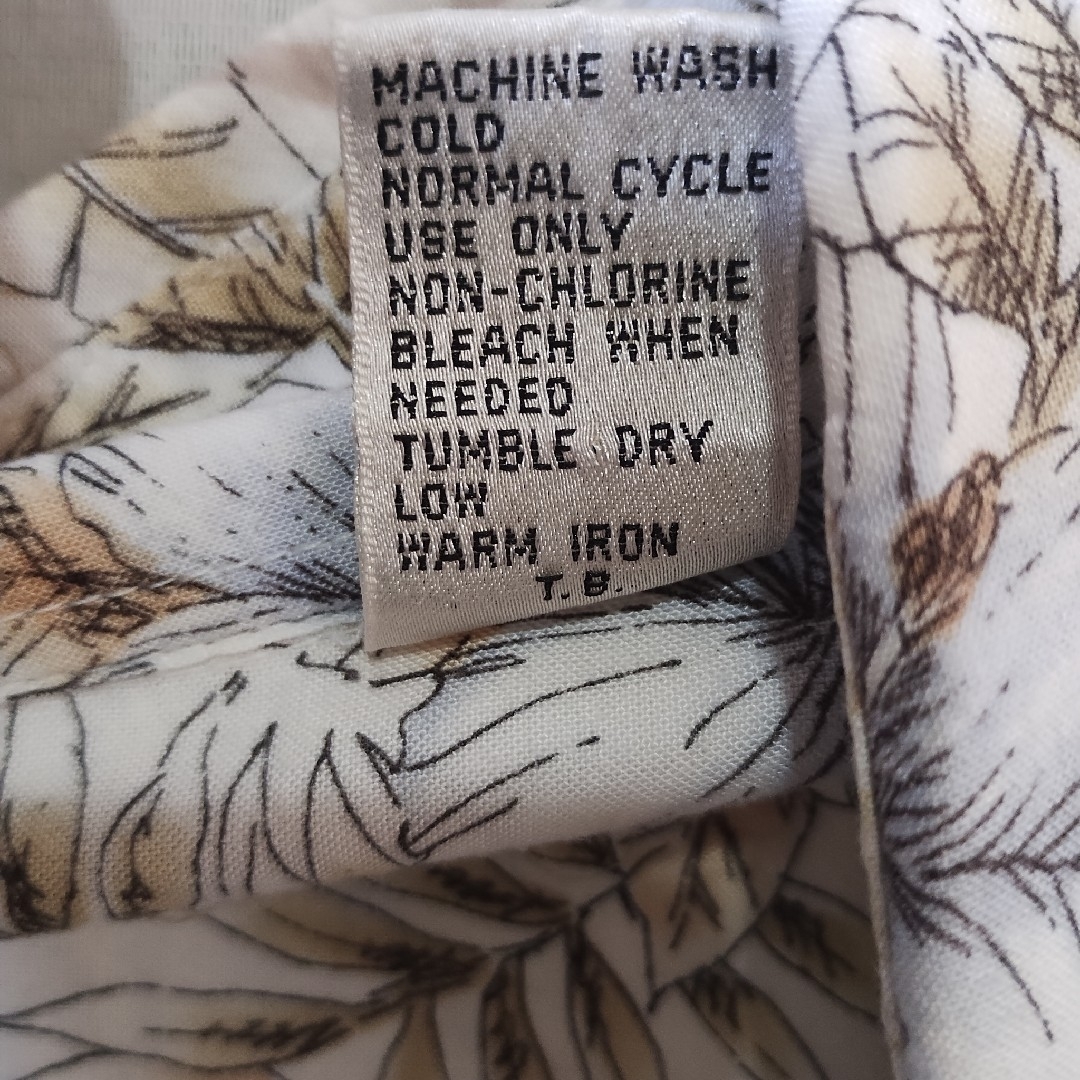 MACHINE WASH
COLD
NORMAL CYCLE
USE ONLY
NON-CHLORINE
BLEACH WHEN
NEEDED
TUMBLE DRY
LOW
WARM IRON
T. B.